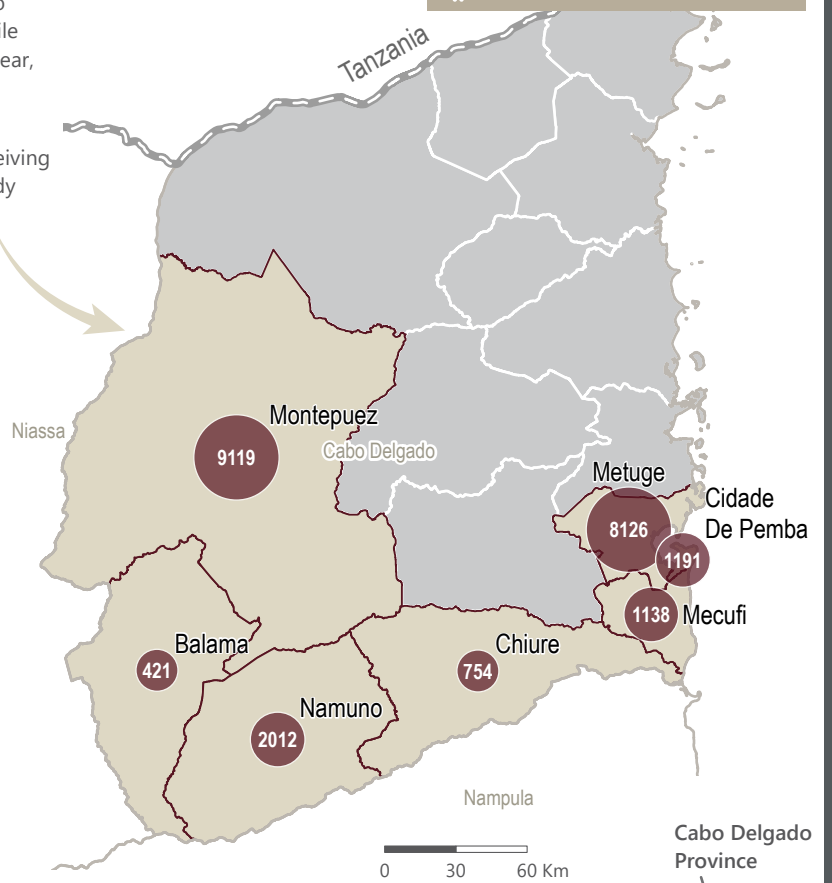 Tanzania
Niassa
Montepuez
9119
Cabo Delgado
Metuge
8126
Cidade
De Pemba
1191
1138
Mecufi
Balama
421
Chiure
754
Namuno
2012
Nampula
0 30 60 Km
Cabo Delgado
Province